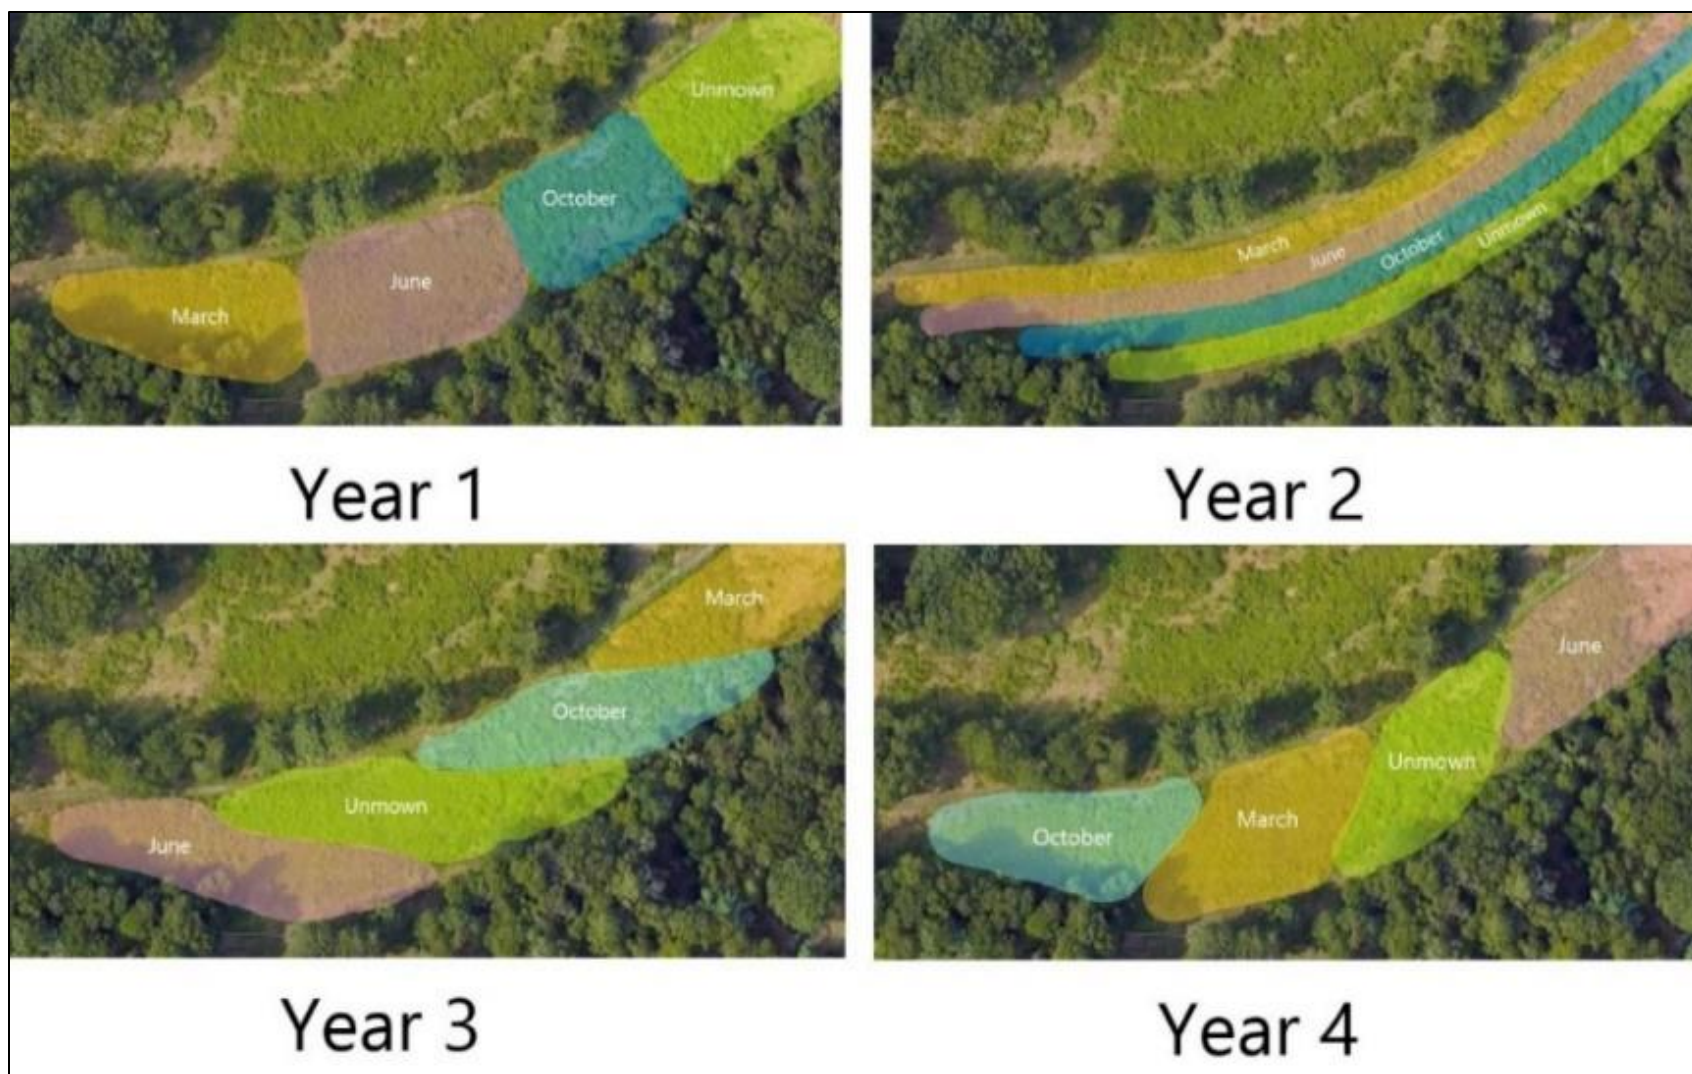 Unmown
October
June
March
March
June
October
Unmown
Year 1
Year 2
March
October
Unmown
June
June
Unmown
March
October
Year 3
Year 4